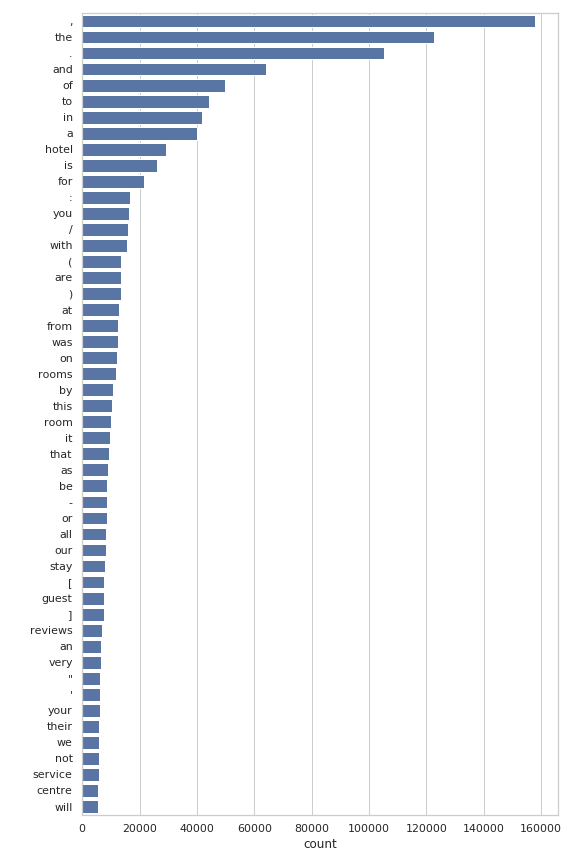 ,
the
.
and
of
to
in
a
hotel
is
for
:
you
/
with
(
are
)
at
from
was
on
rooms
by
this
room
it
that
as
be
-
or
all
our
stay
[
guest
]
reviews
an
very
"
'
your
their
we
not
service
centre
will
0 20000 40000 60000 80000 100000 120000 140000 160000
count